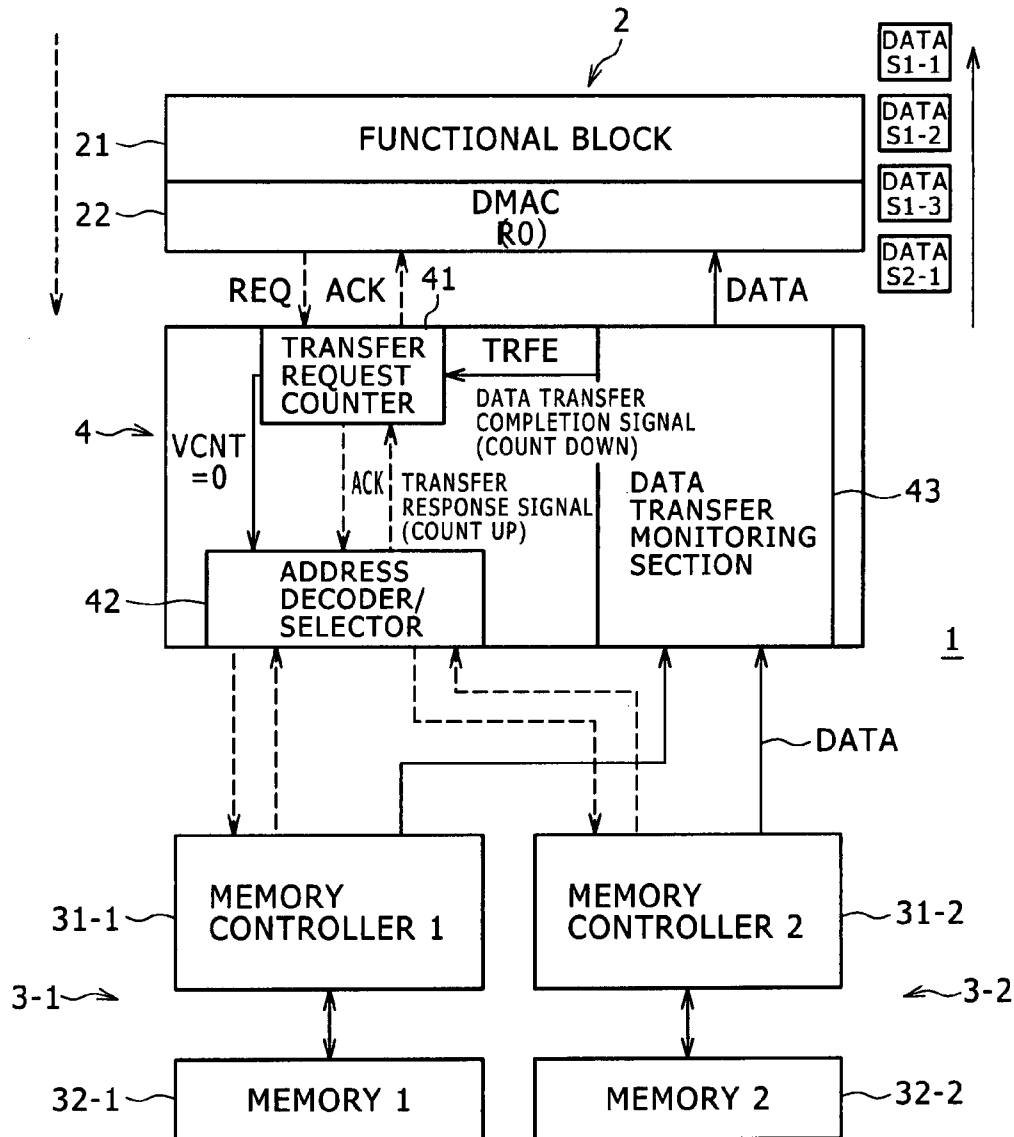 2
DATA
S1-1
DATA
S1-2
DATA
S1-3
DATA
S2-1
21
FUNCTIONAL BLOCK
22
DMAC
(R0)
REQ
ACK
41
DATA
TRANSFER
REQUEST
COUNTER
TRFE
DATA TRANSFER
COMPLETION SIGNAL
(COUNT DOWN)
4
VCNT
=0
ACK
TRANSFER
RESPONSE SIGNAL
(COUNT UP)
DATA
TRANSFER
MONITORING
SECTION
43
42
ADDRESS
DECODER/
SELECTOR
1
DATA
31-1
MEMORY
CONTROLLER 1
MEMORY
CONTROLLER 2
31-2
3-1
3-2
32-1
MEMORY 1
MEMORY 2
32-2